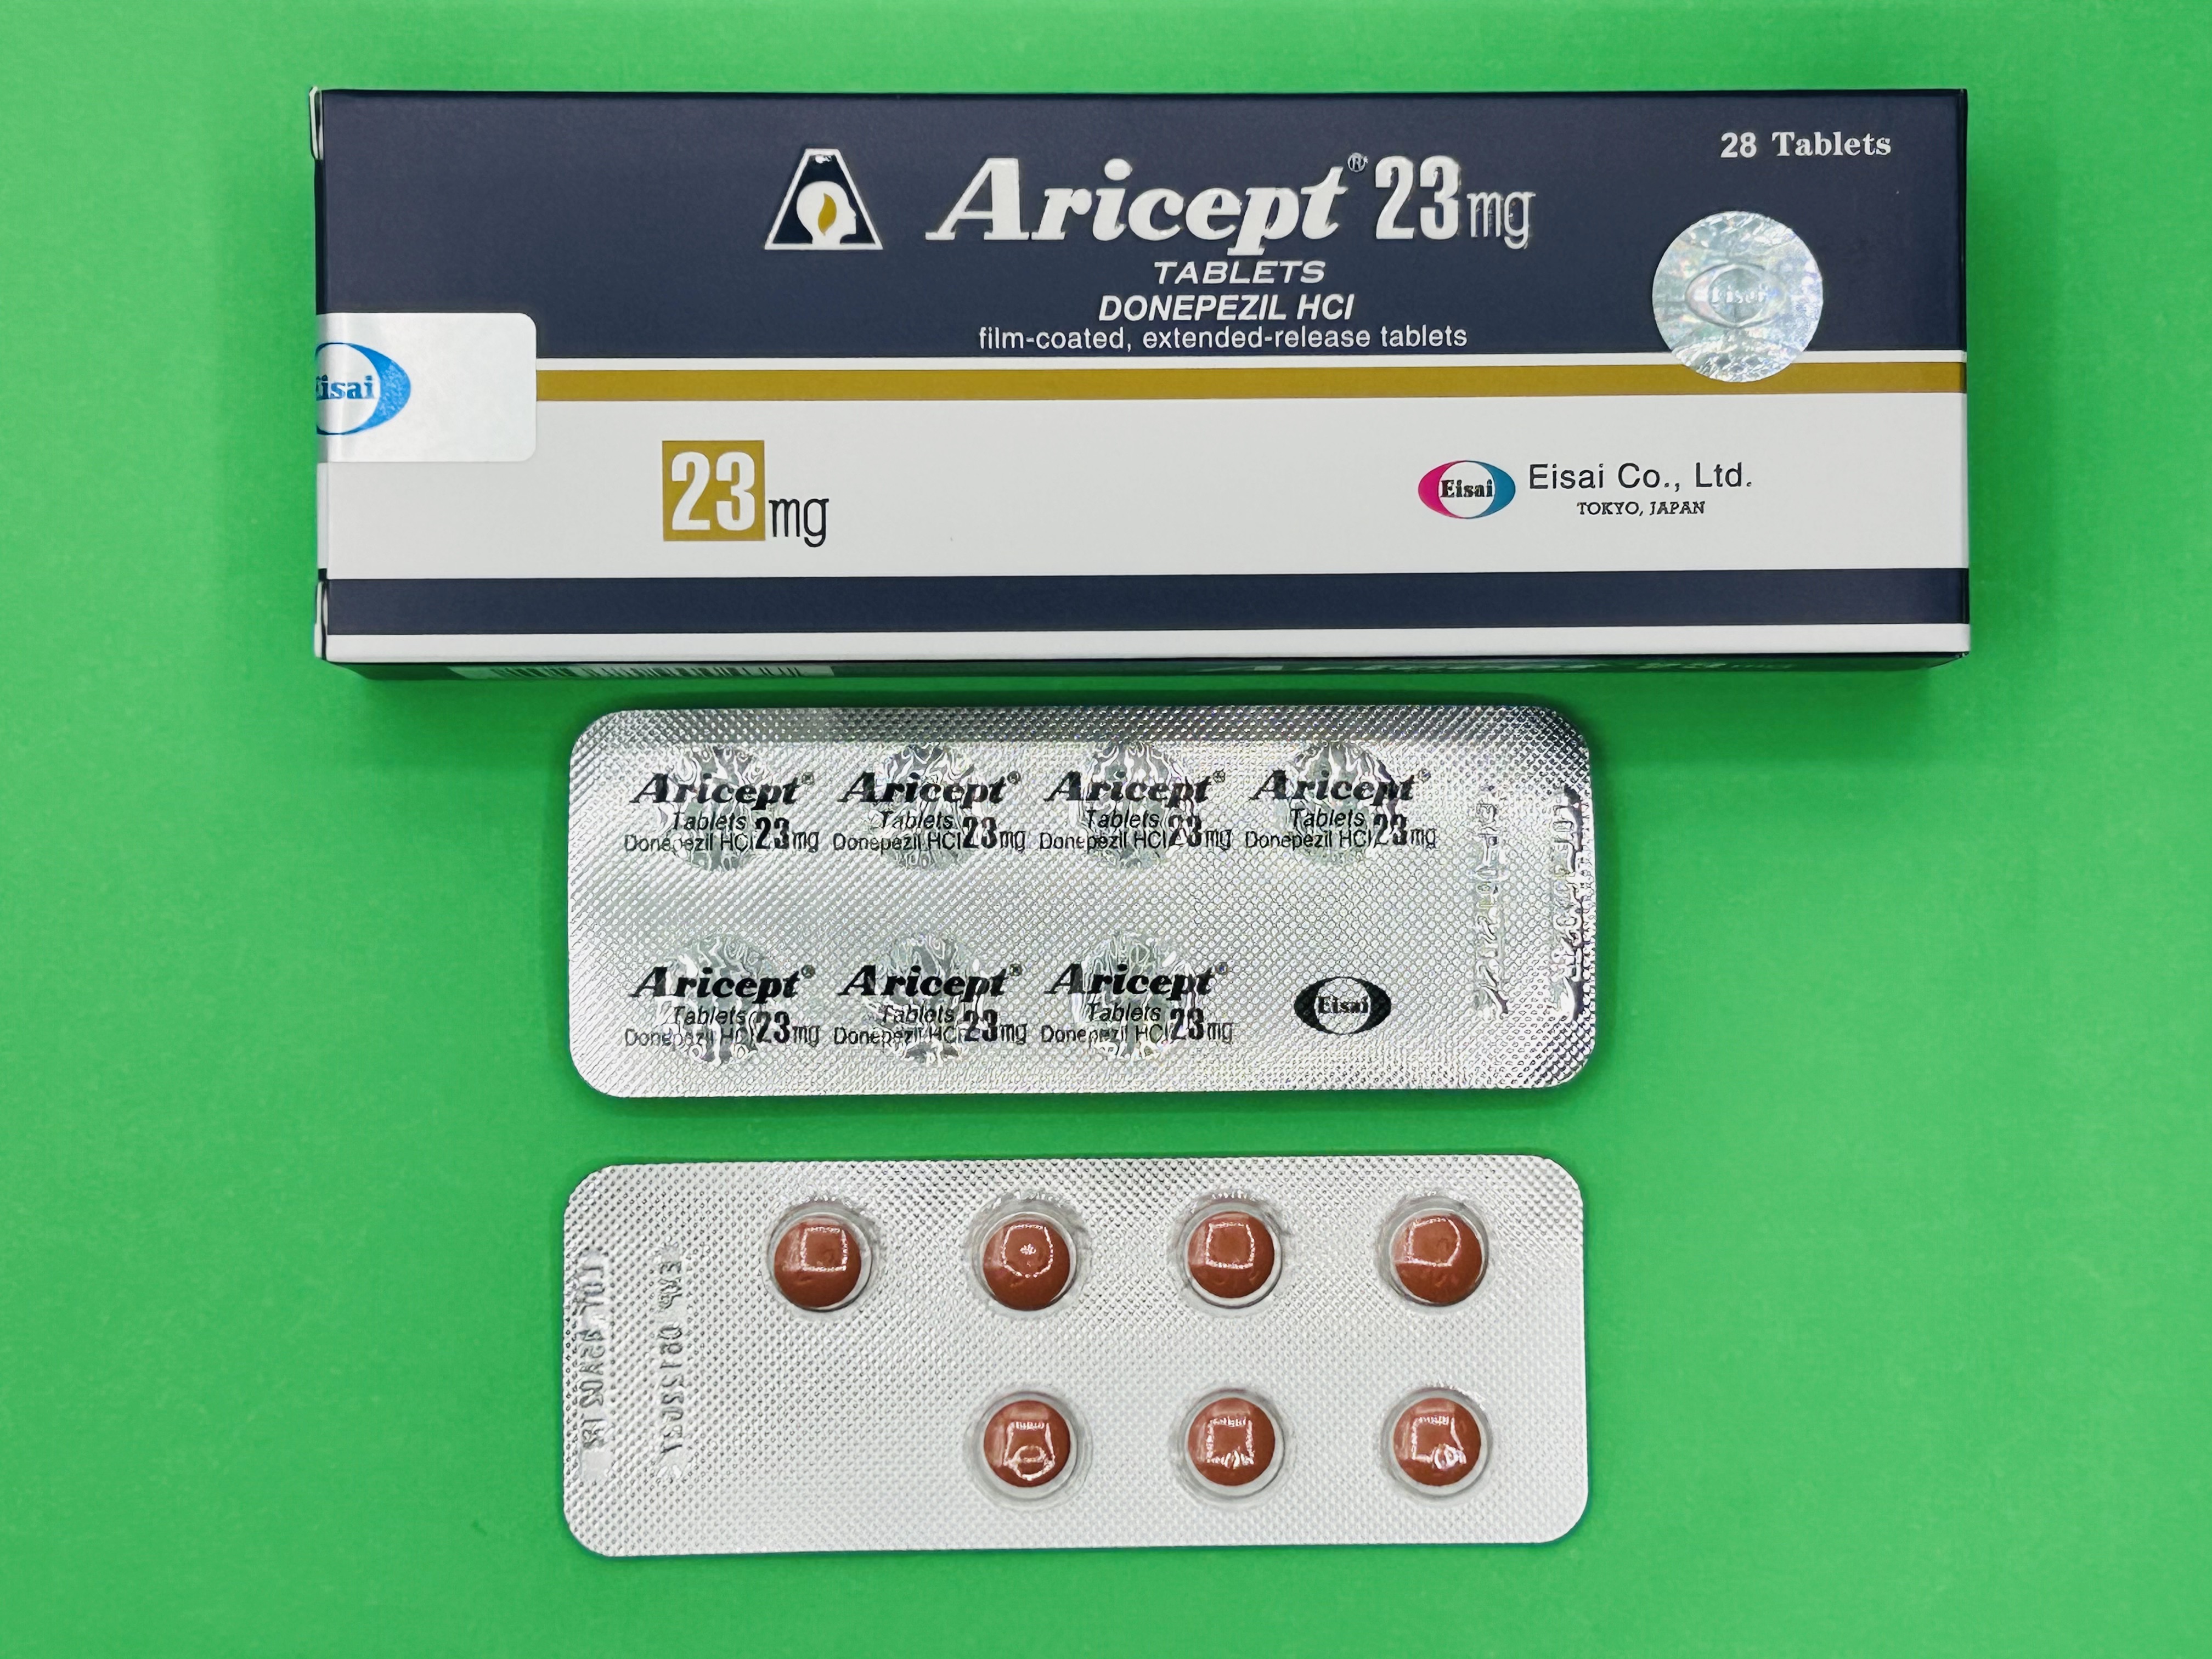 28 Tablets
Aricept® 23mg
TABLETS
DONEPEZIL HCl
film-coated, extended-release tablets
Eisai
Eisai
23mg
Eisai
Eisai Co., Ltd.
TOKYO, JAPAN
Aricept® Aricept® Aricept® Aricept®
Tablets Tablets Tablets Tablets
Donepezil HCl 23mg Donepezil HCl 23mg Donepezil HCl 23mg Donepezil HCl 23mg
Aricept® Aricept® Aricept®
Eisai
Tablets Tablets Tablets
Donepezil HCl 23mg Donepezil HCl 23mg Donepezil HCl 23mg